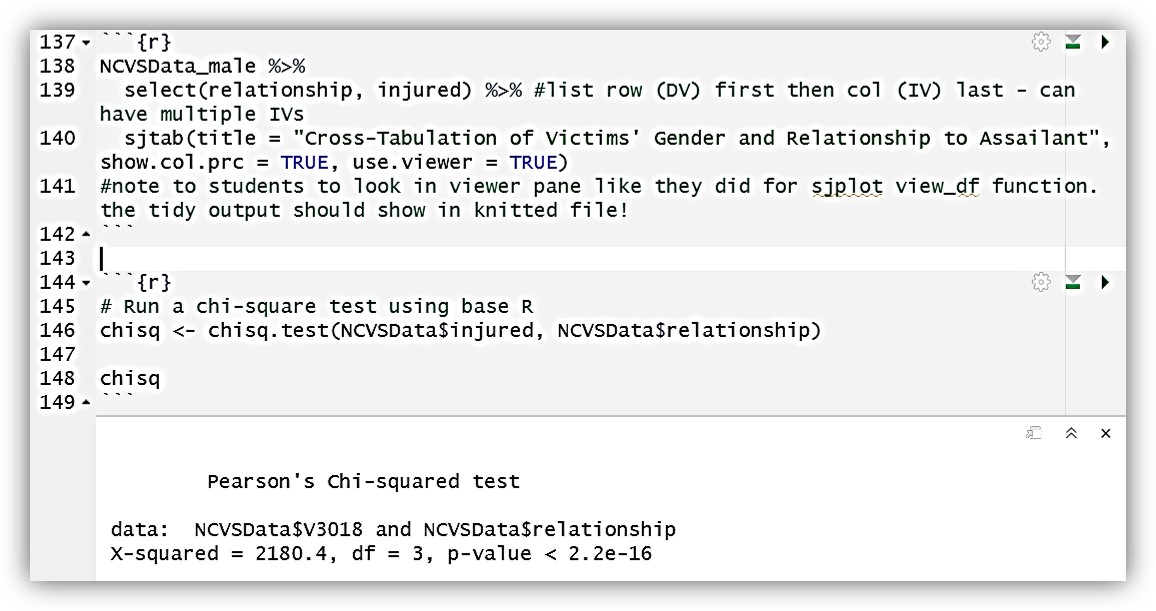 137 ```{r}
138 NCVSData_male %>%
139   select(relationship, injured) %>% #list row (DV) first then col (IV) last - can
have multiple IVs
140   sjtab(title = "Cross-Tabulation of Victims' Gender and Relationship to Assailant",
show.col.prc = TRUE, use.viewer = TRUE)
141 #note to students to look in viewer pane like they did for sjplot view_df function.
the tidy output should show in knitted file!
142 ```
143
144 ```{r}
145 # Run a chi-square test using base R
146 chisq <- chisq.test(NCVSData$injured, NCVSData$relationship)
147
148 chisq
149 ```
Pearson's Chi-squared test
data:  NCVSData$V3018 and NCVSData$relationship
X-squared = 2180.4, df = 3, p-value < 2.2e-16